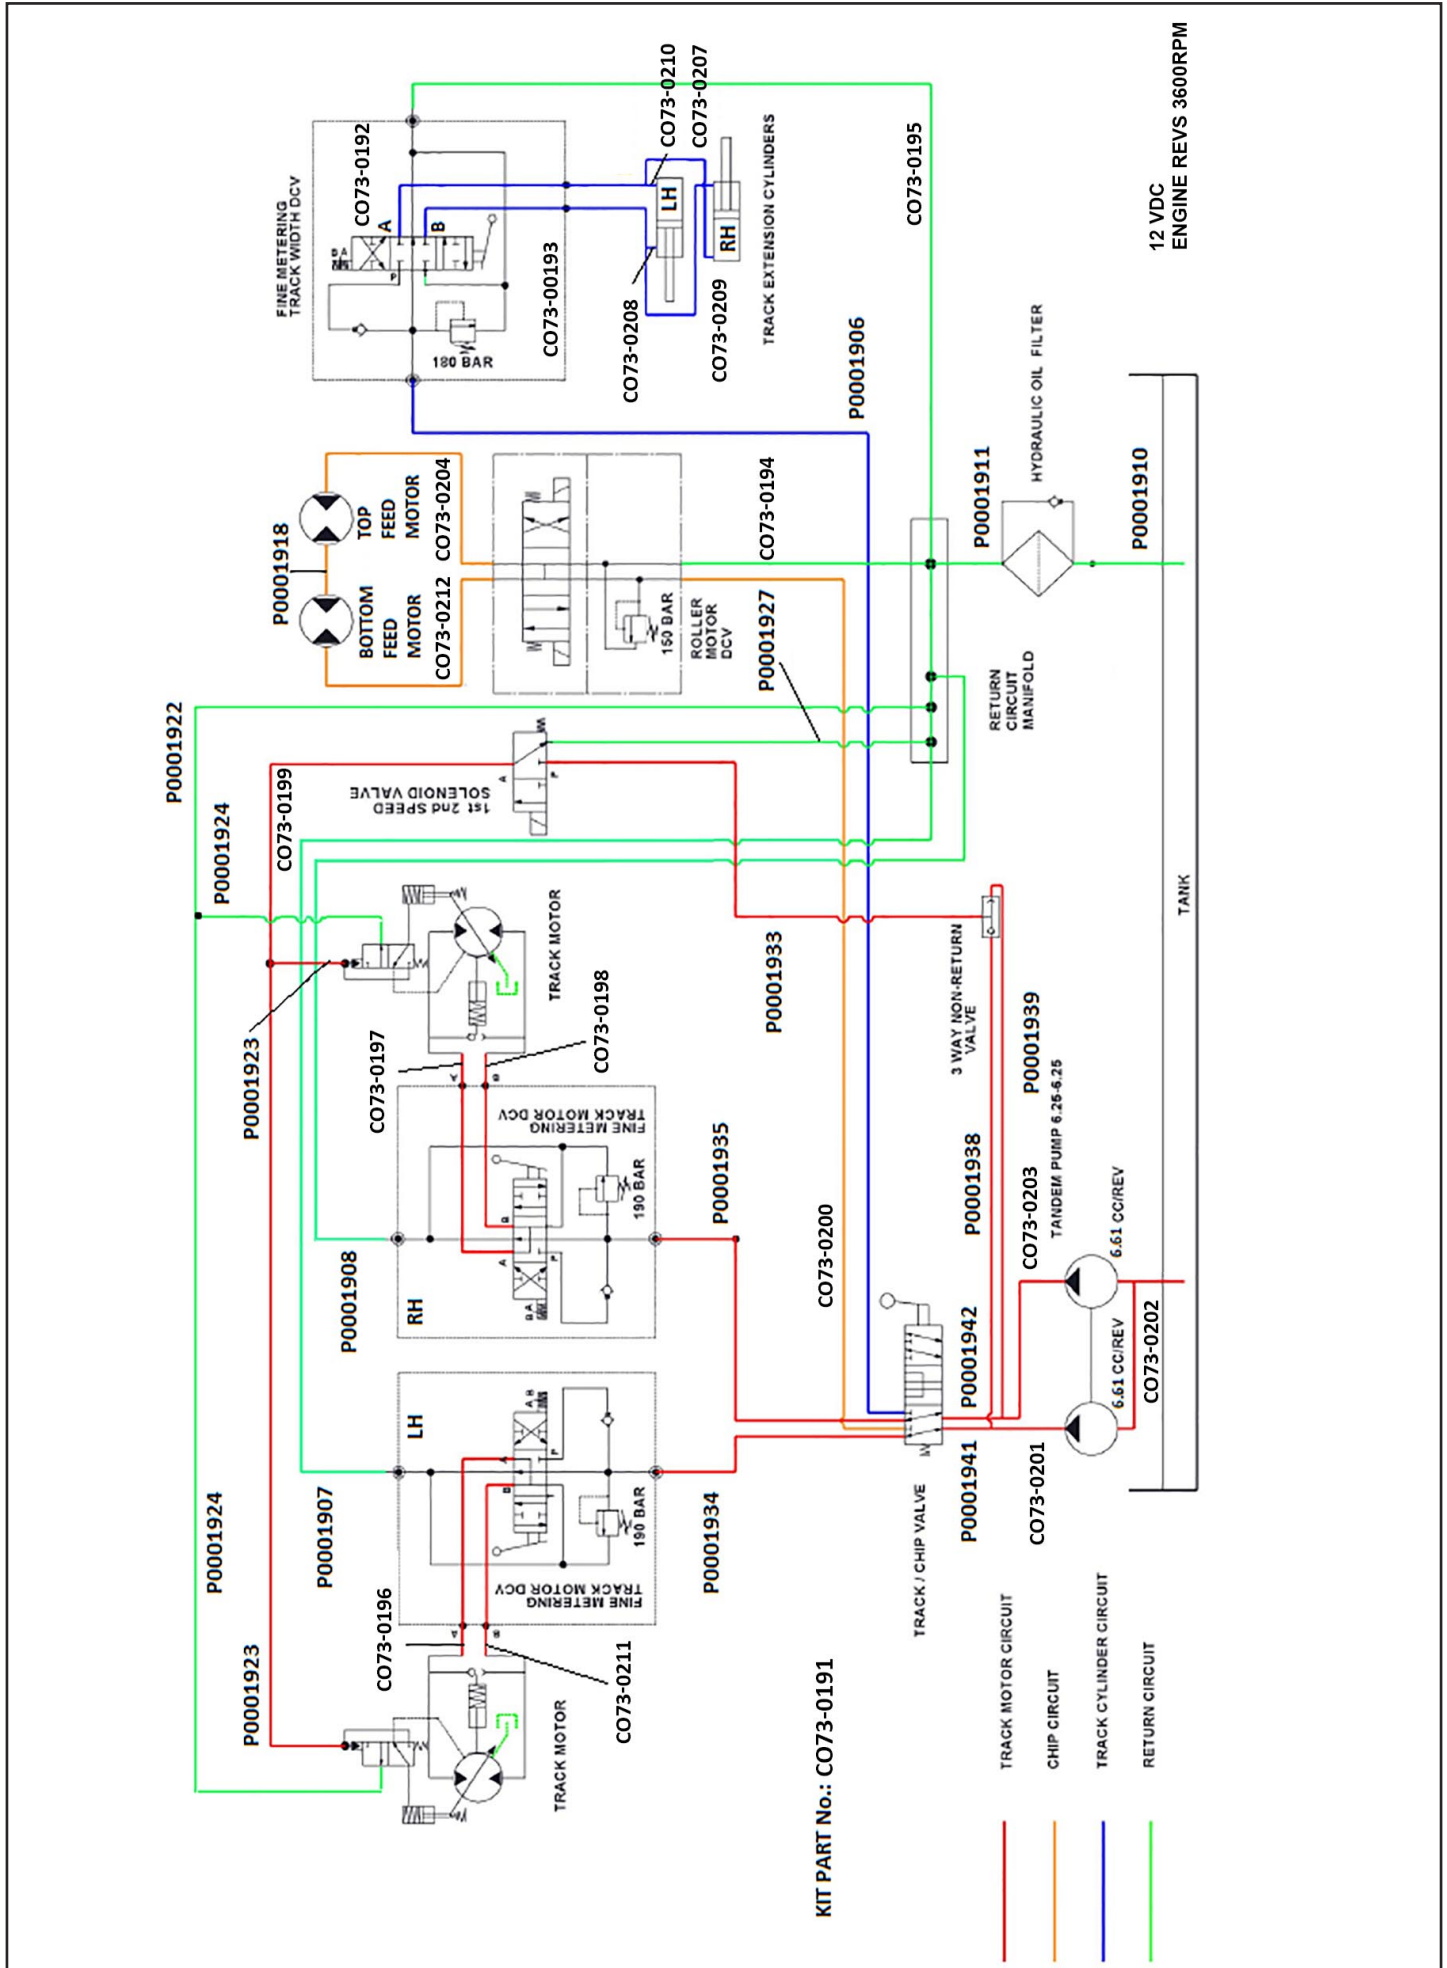 FINE METERING
TRACK WIDTH DCV
CO73-0192
A
B
B A
P
180 BAR
CO73-00193
CO73-0210
CO73-0207
LH
RH
CO73-0208
CO73-0209
TRACK EXTENSION CYLINDERS
CO73-0195
12 VDC
ENGINE REVS 3600RPM
P0001906
P0001918
TOP
FEED
MOTOR
CO73-0204
BOTTOM
FEED
MOTOR
CO73-0212
150 BAR
ROLLER
MOTOR
DCV
CO73-0194
P0001927
P0001911
HYDRAULIC OIL FILTER
P0001910
RETURN
CIRCUIT
MANIFOLD
P0001922
P0001924
CO73-0199
1st 2nd SPEED
SOLENOID VALVE
A
P
P0001923
TRACK MOTOR
CO73-0197
CO73-0198
A
B
FINE METERING
TRACK MOTOR DCV
190 BAR
A
B
P
B A
RH
P0001908
P0001935
P0001933
3 WAY NON-RETURN
VALVE
P0001939
P0001938
TANDEM PUMP 6.25-6.25
CO73-0203
6.61 CC/REV
6.61 CC/REV
CO73-0202
TANK
CO73-0200
P0001942
P0001941
CO73-0201
TRACK / CHIP VALVE
LH
A B
P
A
B
190 BAR
FINE METERING
TRACK MOTOR DCV
P0001934
P0001907
P0001924
P0001923
CO73-0196
A
B
CO73-0211
TRACK MOTOR
KIT PART No.: CO73-0191
TRACK MOTOR CIRCUIT
CHIP CIRCUIT
TRACK CYLINDER CIRCUIT
RETURN CIRCUIT